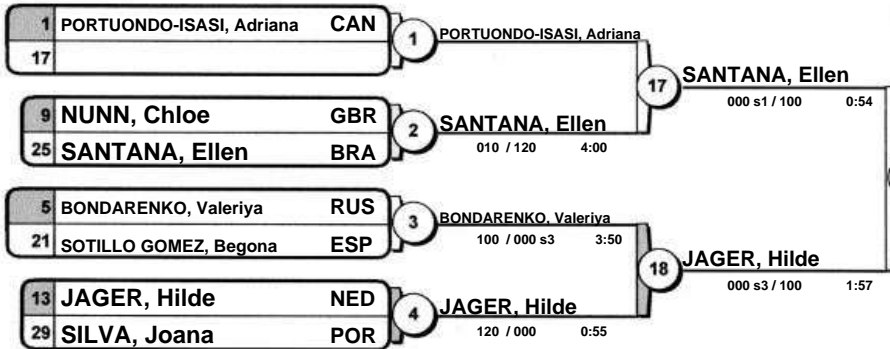 1 PORTUONDO-ISASI, Adriana CAN
17
1
PORTUONDO-ISASI, Adriana
9 NUNN, Chloe GBR
25 SANTANA, Ellen BRA
2
SANTANA, Ellen
010 / 120 4:00
17
SANTANA, Ellen
000 s1 / 100 0:54
5 BONDARENKO, Valeriya RUS
21 SOTILLO GOMEZ, Begona ESP
3
BONDARENKO, Valeriya
100 / 000 s3 3:50
13 JAGER, Hilde NED
29 SILVA, Joana POR
4
JAGER, Hilde
120 / 000 0:55
18
JAGER, Hilde
000 s3 / 100 1:57